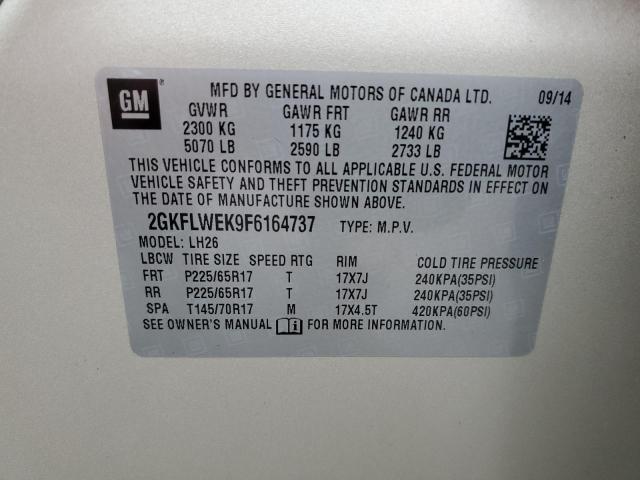 GM ®
MFD BY GENERAL MOTORS OF CANADA LTD. 09/14
GVWR GAWR FRT GAWR RR
2300 KG 1175 KG 1240 KG
5070 LB 2590 LB 2733 LB
THIS VEHICLE CONFORMS TO ALL APPLICABLE U.S. FEDERAL MOTOR
VEHICLE SAFETY AND THEFT PREVENTION STANDARDS IN EFFECT ON
THE DATE OF MANUFACTURE SHOWN ABOVE.
2GKFLWEK9F6164737 TYPE: M.P.V.
MODEL: LH26
LBCW TIRE SIZE SPEED RTG RIM COLD TIRE PRESSURE
FRT P225/65R17 T 17X7J 240KPA(35PSI)
RR P225/65R17 T 17X7J 240KPA(35PSI)
SPA T145/70R17 M 17X4.5T 420KPA(60PSI)
SEE OWNER'S MANUAL FOR MORE INFORMATION.